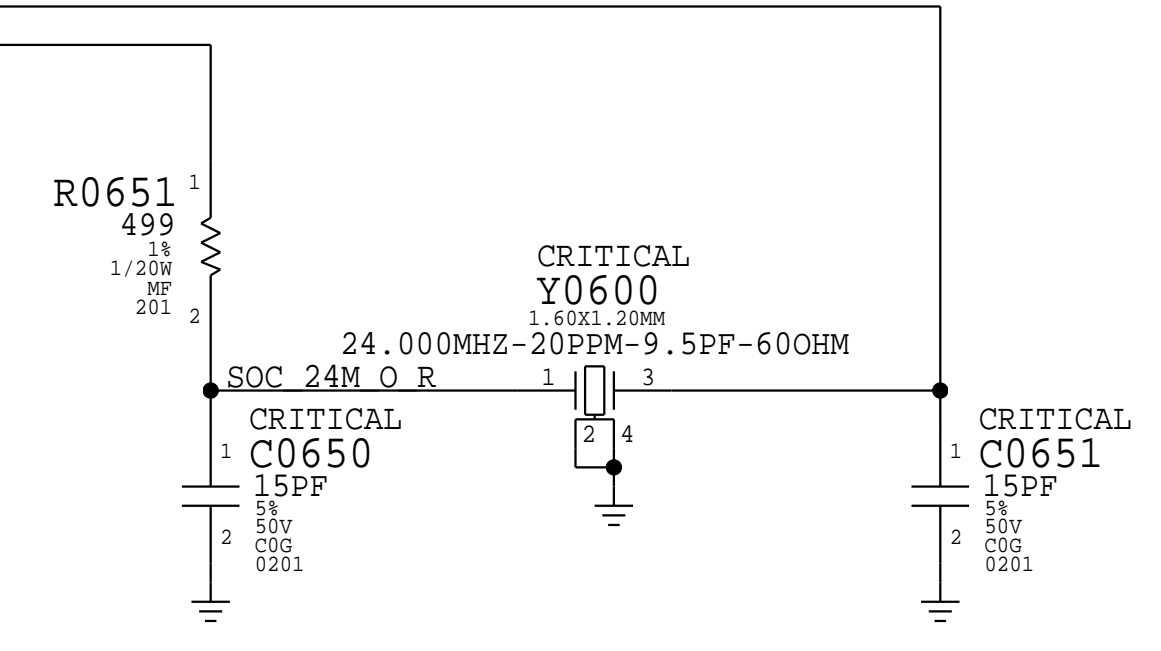 R0651
1
499
1%
1/20W
MF
201
2
CRITICAL
Y0600
1.60X1.20MM
24.000MHZ-20PPM-9.5PF-60OHM
SOC_24M_O_R
1
3
2
4
CRITICAL
1
C0650
15PF
5%
50V
2
C0G
0201
CRITICAL
1
C0651
15PF
5%
50V
2
C0G
0201